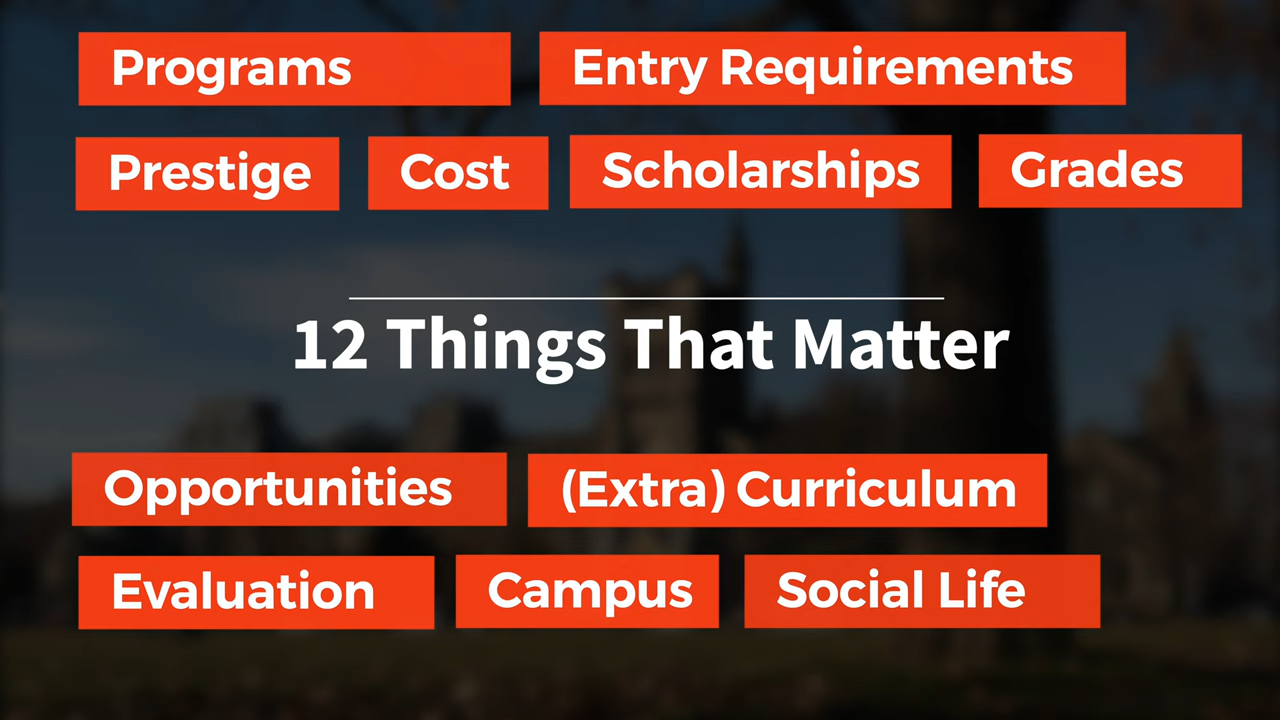 Programs Entry Requirements
Prestige Cost Scholarships Grades
12 Things That Matter
Opportunities (Extra) Curriculum
Evaluation Campus Social Life